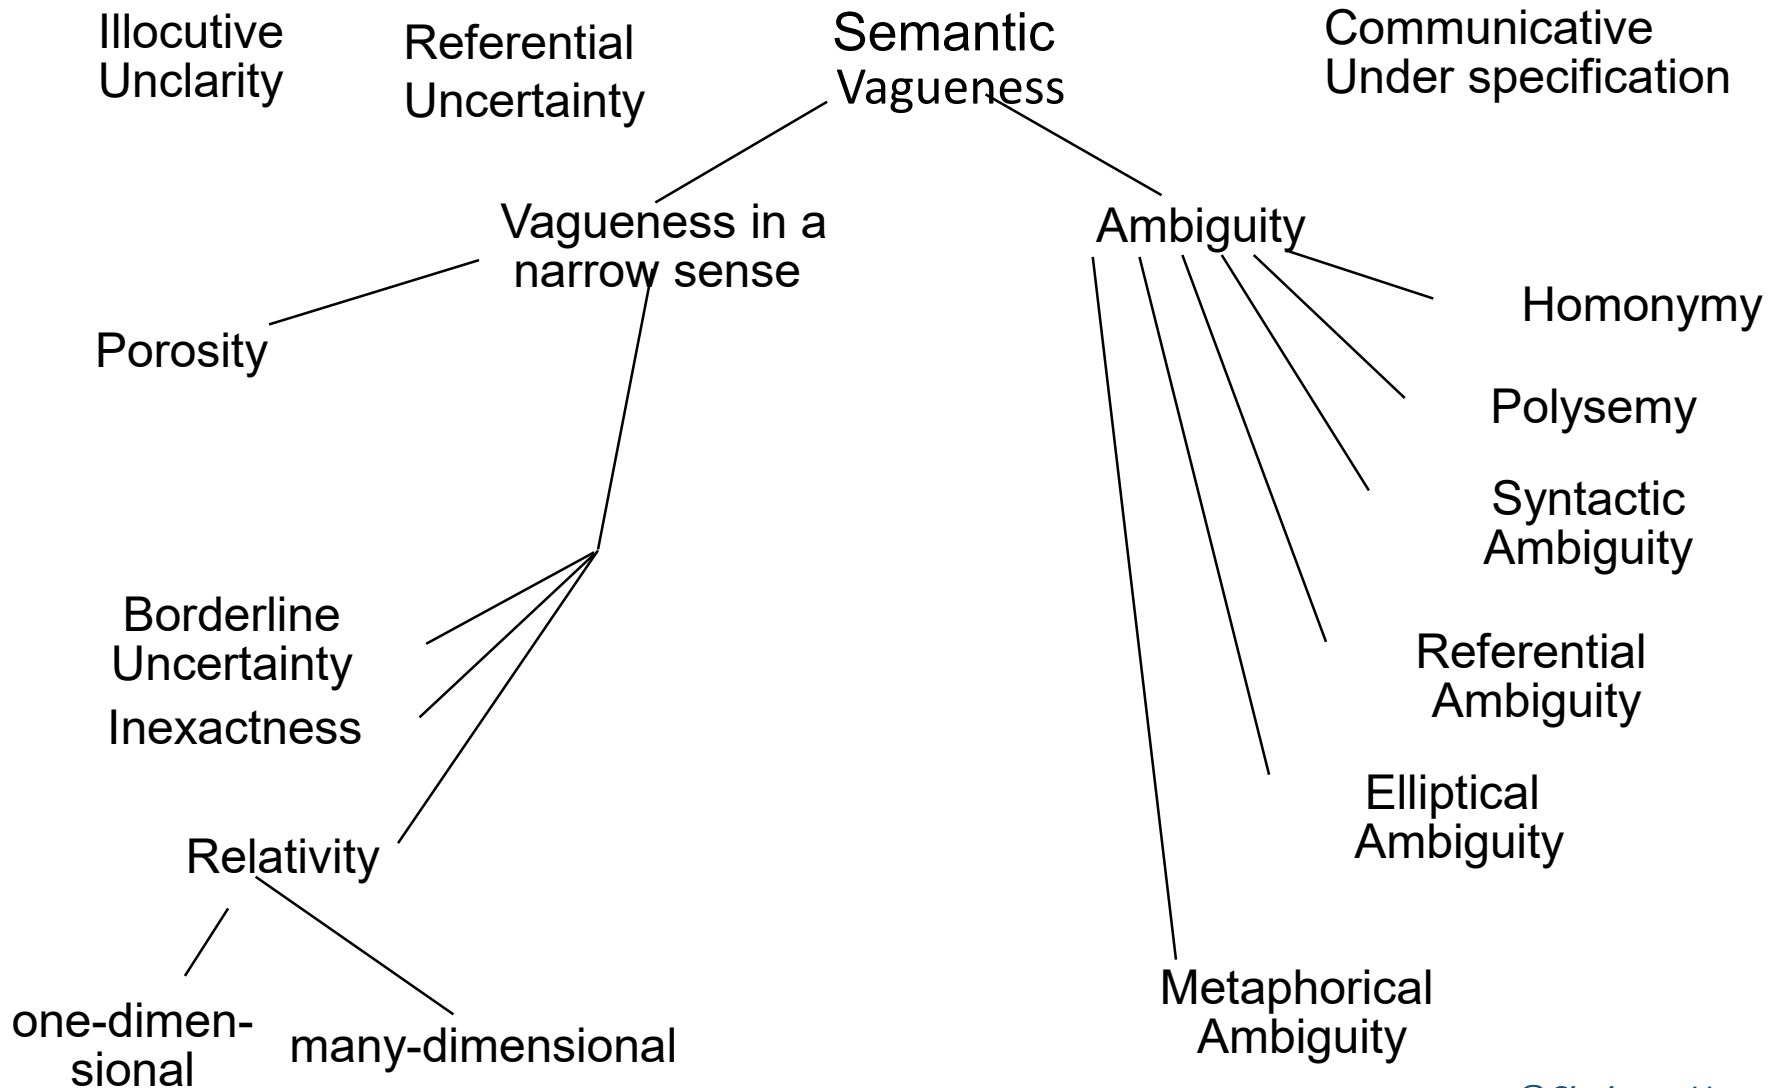 Illocutive
Unclarity
Referential
Uncertainty
Semantic
Vagueness
Communicative
Under specification
Vagueness in a
narrow sense
Ambiguity
Porosity
Homonymy
Polysemy
Syntactic
Ambiguity
Borderline
Uncertainty
Inexactness
Referential
Ambiguity
Elliptical
Ambiguity
Relativity
Metaphorical
Ambiguity
one-dimen-
sional
many-dimensional